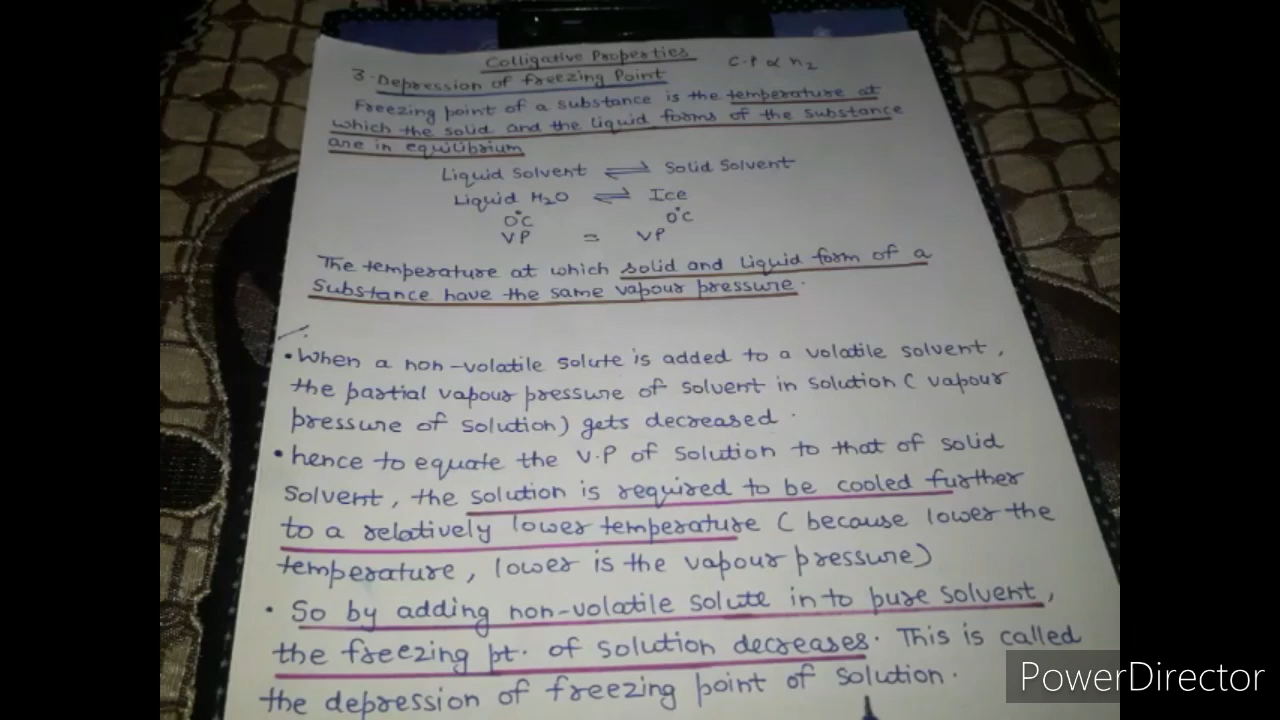 Colligative Properties
C.P ∝ n₂
3. Depression of freezing Point
Freezing point of a substance is the temperature at
which the solid and the liquid forms of the substance
are in equilibrium
Liquid Solvent ⇌ Solid Solvent
Liquid H₂O ⇌ Ice
0°C 0°C
VP = VP
The temperature at which solid and liquid form of a
Substance have the same vapour pressure.
• When a non-volatile solute is added to a volatile solvent,
the partial vapour pressure of solvent in solution ( vapour
pressure of solution) gets decreased.
• hence to equate the V.P of solution to that of solid
solvent, the solution is required to be cooled further
to a relatively lower temperature ( because lower the
temperature, lower is the vapour pressure)
• So by adding non-volatile solute in to pure solvent,
the freezing pt. of solution decreases. This is called
the depression of freezing point of solution.
PowerDirector